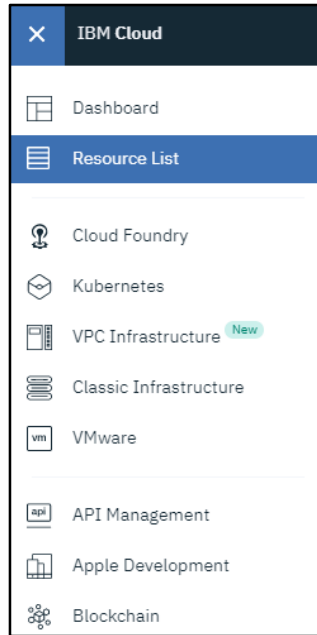 IBM Cloud
Dashboard
Resource List
Cloud Foundry
Kubernetes
VPC Infrastructure New
Classic Infrastructure
vm VMware
api API Management
Apple Development
Blockchain